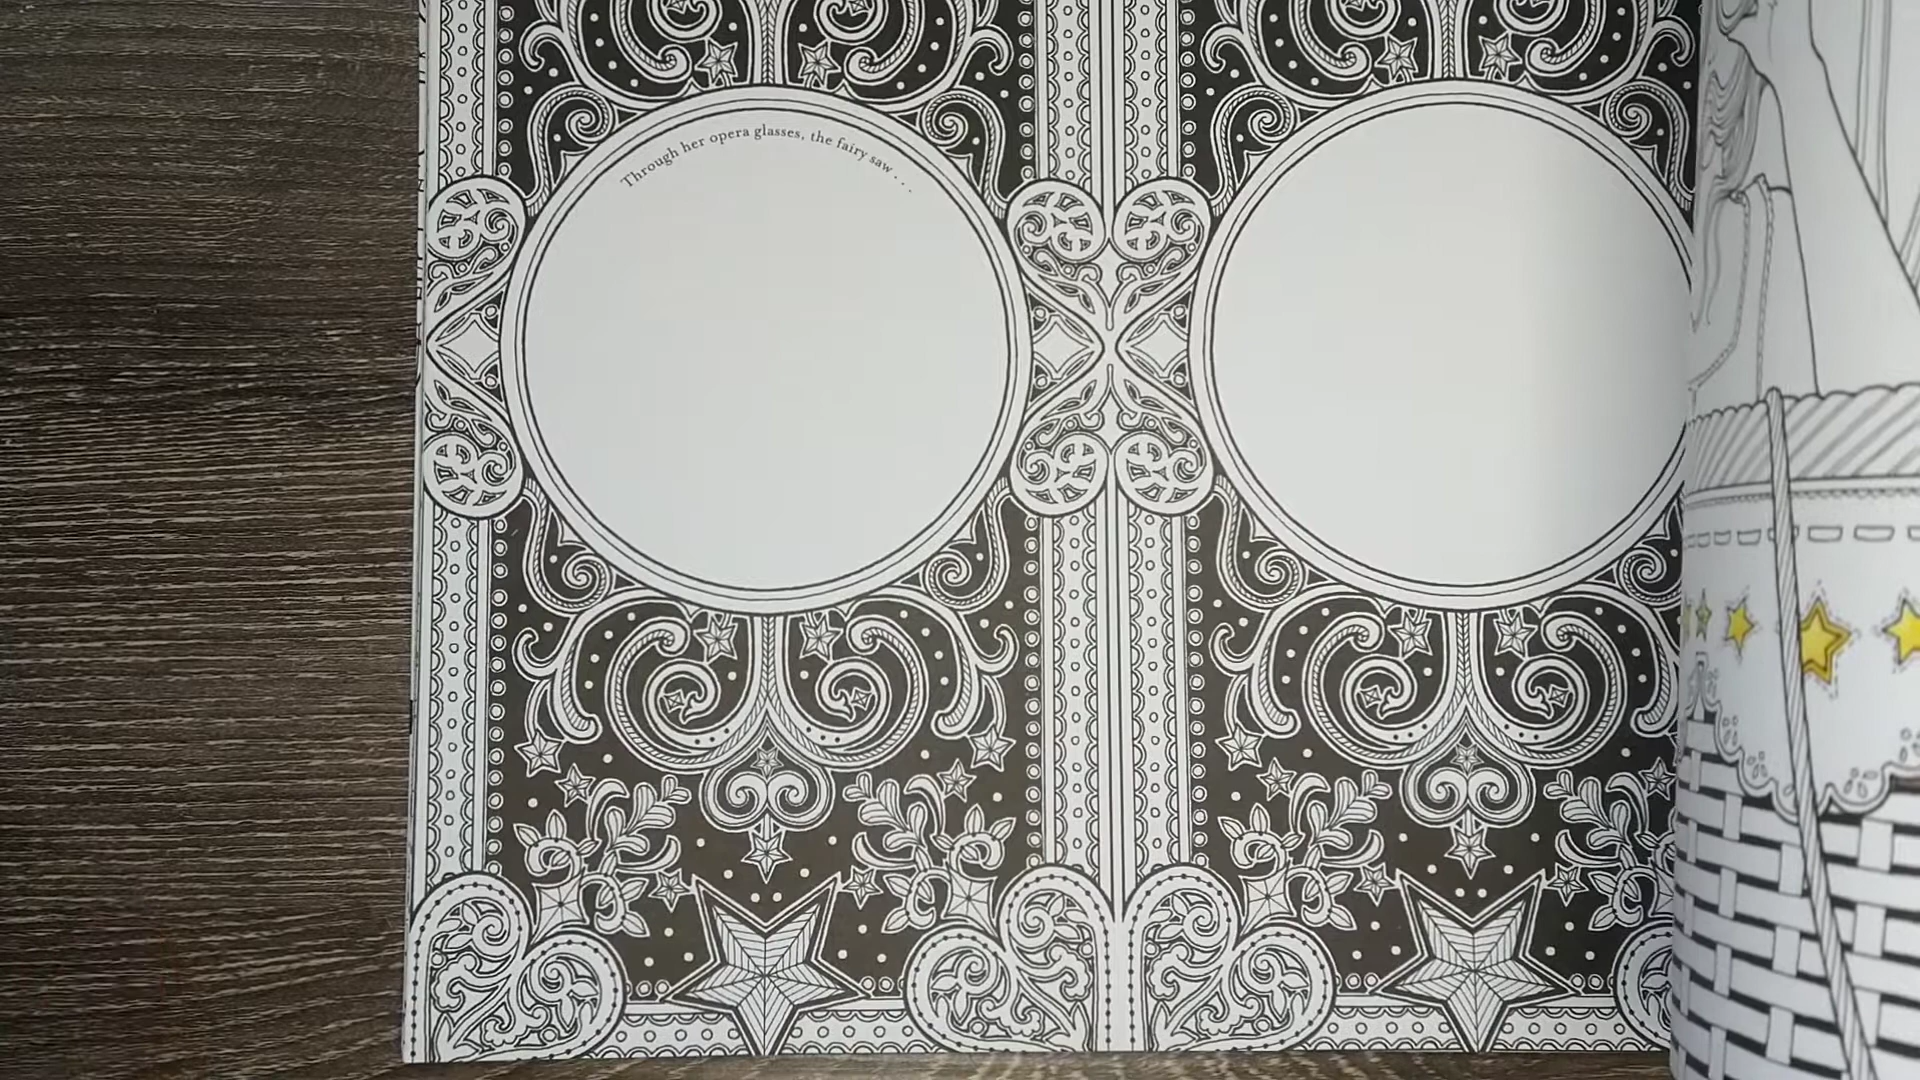 Through her opera glasses, the fairy saw . . .